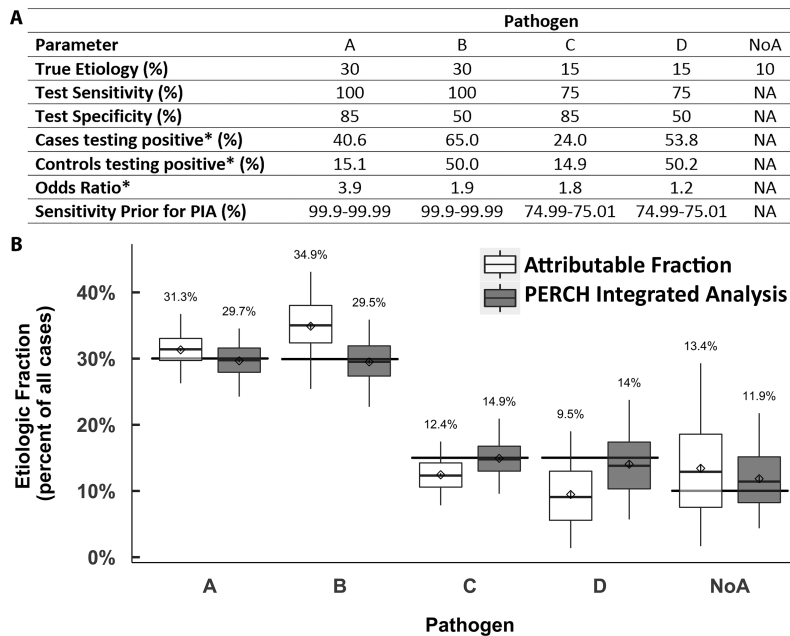 A
Pathogen
Parameter A B C D NoA
True Etiology (%) 30 30 15 15 10
Test Sensitivity (%) 100 100 75 75 NA
Test Specificity (%) 85 50 85 50 NA
Cases testing positive* (%) 40.6 65.0 24.0 53.8 NA
Controls testing positive* (%) 15.1 50.0 14.9 50.2 NA
Odds Ratio* 3.9 1.9 1.8 1.2 NA
Sensitivity Prior for PIA (%) 99.9-99.99 99.9-99.99 74.99-75.01 74.99-75.01 NA
B
Attributable Fraction
PERCH Integrated Analysis
Etiologic Fraction
(percent of all cases)
40%
30%
20%
10%
0%
31.3% 29.7% 34.9% 29.5% 12.4% 14.9% 9.5% 14% 13.4% 11.9%
A B C D NoA
Pathogen